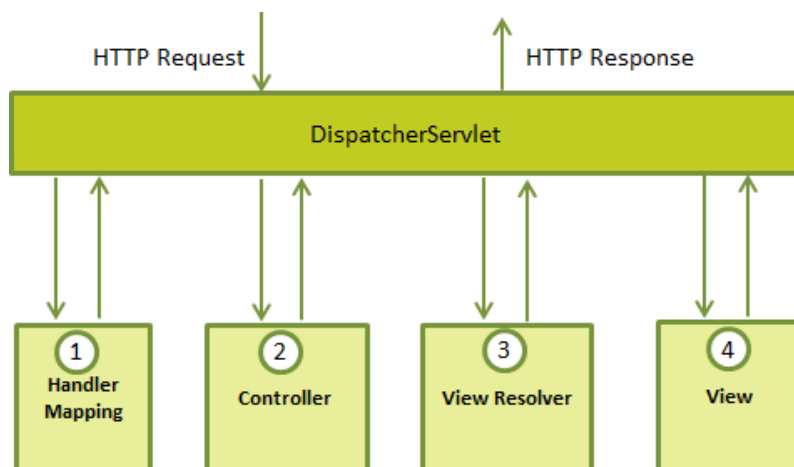 HTTP Request
HTTP Response
DispatcherServlet
1
Handler
Mapping
2
Controller
3
View Resolver
4
View